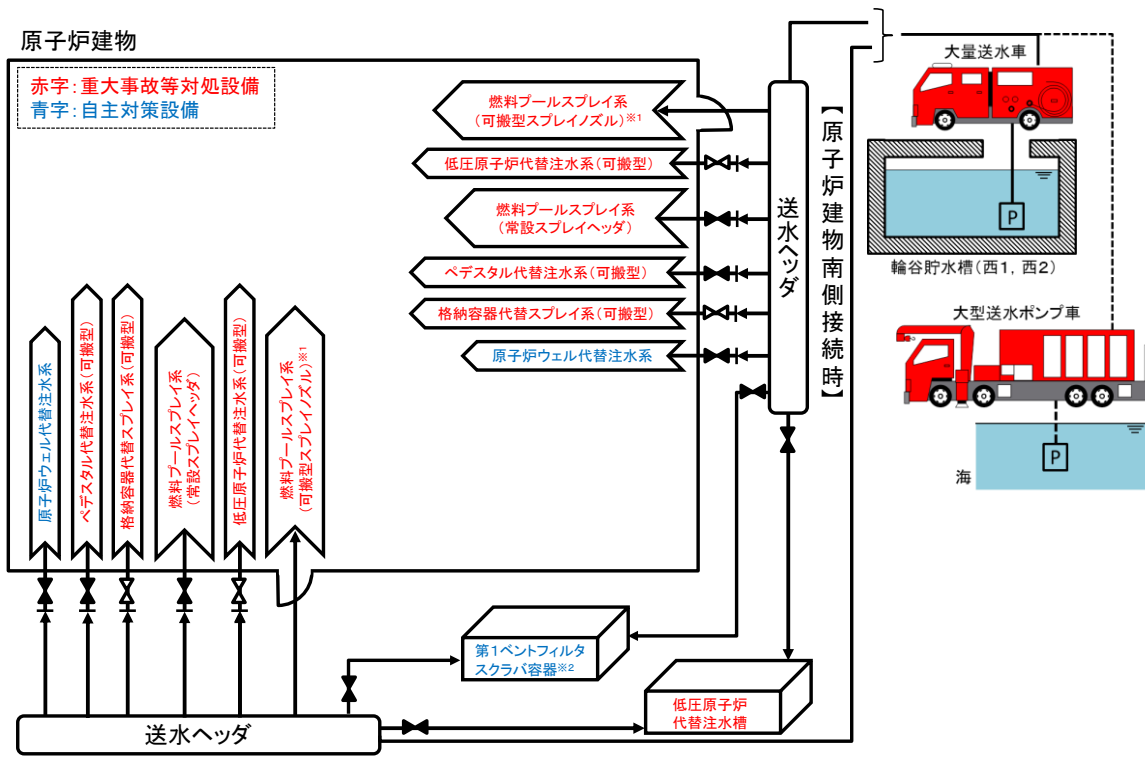 原子炉建物
赤字：重大事故等対処設備
青字：自主対策設備
燃料プールスプレイ系
（可搬型スプレイノズル）※1
低圧原子炉代替注水系（可搬型）
燃料プールスプレイ系
（常設スプレイヘッダ）
ペデスタル代替注水系（可搬型）
格納容器代替スプレイ系（可搬型）
原子炉ウェル代替注水系
送水ヘッダ
【原子炉建物南側接続時】
大量送水車
P
輪谷貯水槽（西1，西2）
大型送水ポンプ車
P
海
原子炉ウェル代替注水系
ペデスタル代替注水系（可搬型）
格納容器代替スプレイ系（可搬型）
燃料プールスプレイ系
（常設スプレイヘッダ）
低圧原子炉代替注水系（可搬型）
燃料プールスプレイ系
（可搬型スプレイノズル）※1
第1ベントフィルタ
スクラバ容器※2
低圧原子炉
代替注水槽
送水ヘッダ